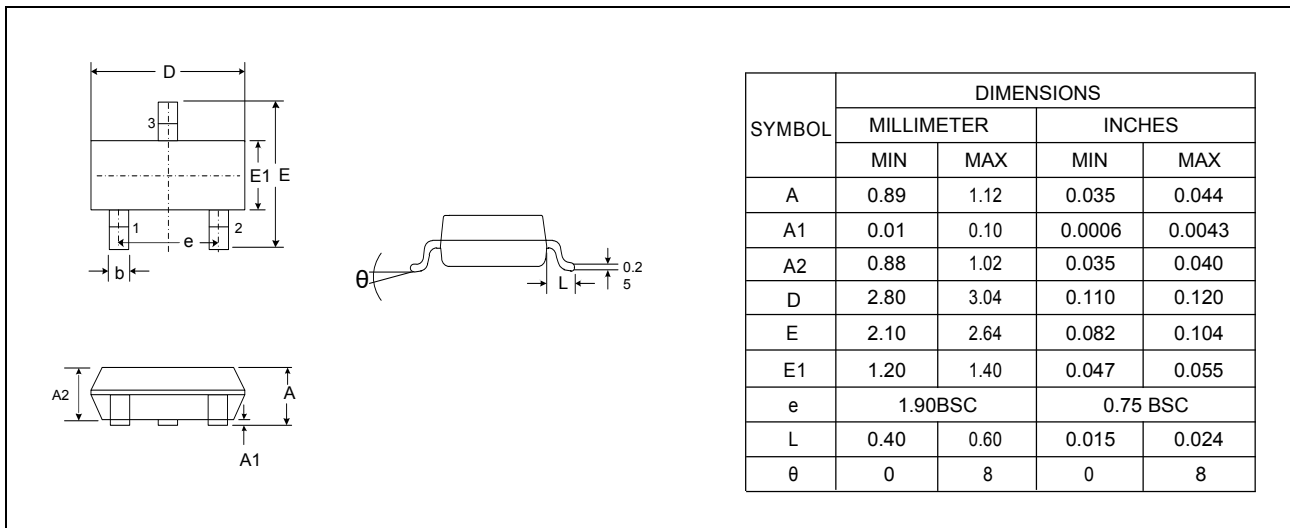 D
3
E1 E
1 2
e
b
θ
L
0.2
5
A2
A
A1
DIMENSIONS
SYMBOL MILLIMETER INCHES
MIN MAX MIN MAX
A 0.89 1.12 0.035 0.044
A1 0.01 0.10 0.0006 0.0043
A2 0.88 1.02 0.035 0.040
D 2.80 3.04 0.110 0.120
E 2.10 2.64 0.082 0.104
E1 1.20 1.40 0.047 0.055
e 1.90BSC 0.75 BSC
L 0.40 0.60 0.015 0.024
θ 0 8 0 8